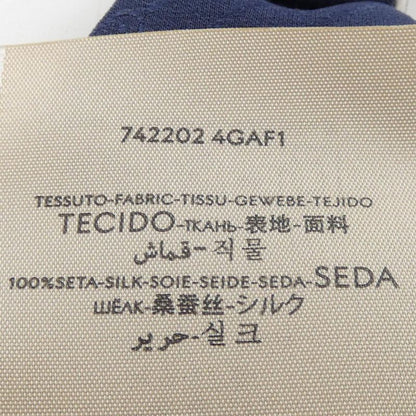 742202 4GAF1
TESSUTO-FABRIC-TISSU-GEWEBE-TEJIDO
TECIDO-ТКАНЬ-表地-面料
قماش-직물
100%SETA-SILK-SOIE-SEIDE-SEDA-SEDA
ШЁЛК-桑蚕丝-シルク
حرير-실크